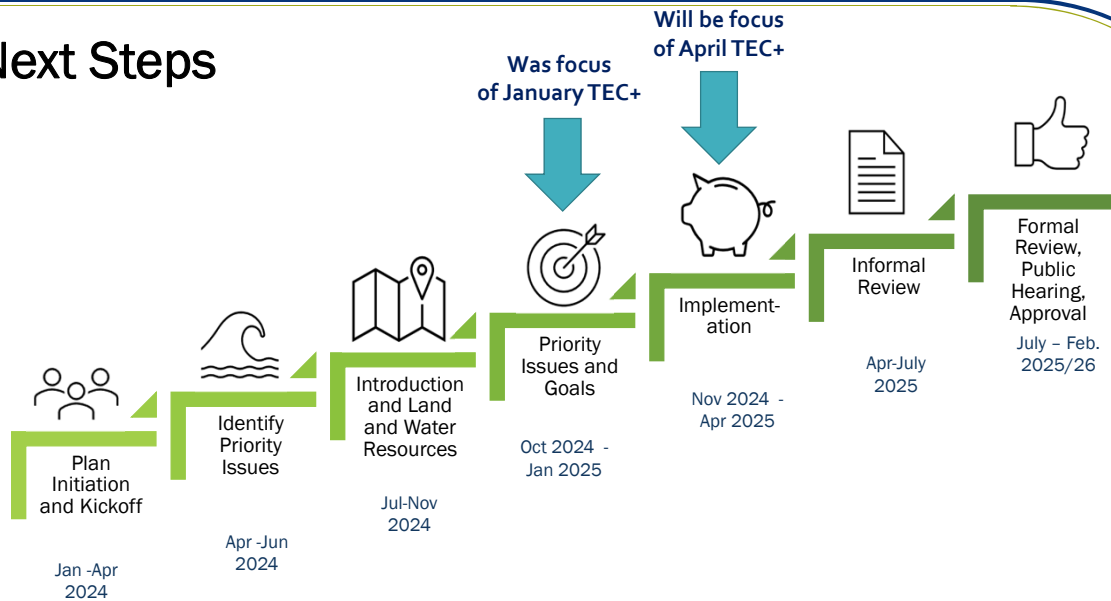 Next Steps
Was focus
of January TEC+
Will be focus
of April TEC+
Plan
Initiation
and Kickoff
Jan -Apr
2024
Identify
Priority
Issues
Apr -Jun
2024
Introduction
and Land
and Water
Resources
Jul-Nov
2024
Priority
Issues and
Goals
Oct 2024 -
Jan 2025
Implement-
ation
Nov 2024 -
Apr 2025
Informal
Review
Apr-July
2025
Formal
Review,
Public
Hearing,
Approval
July – Feb.
2025/26